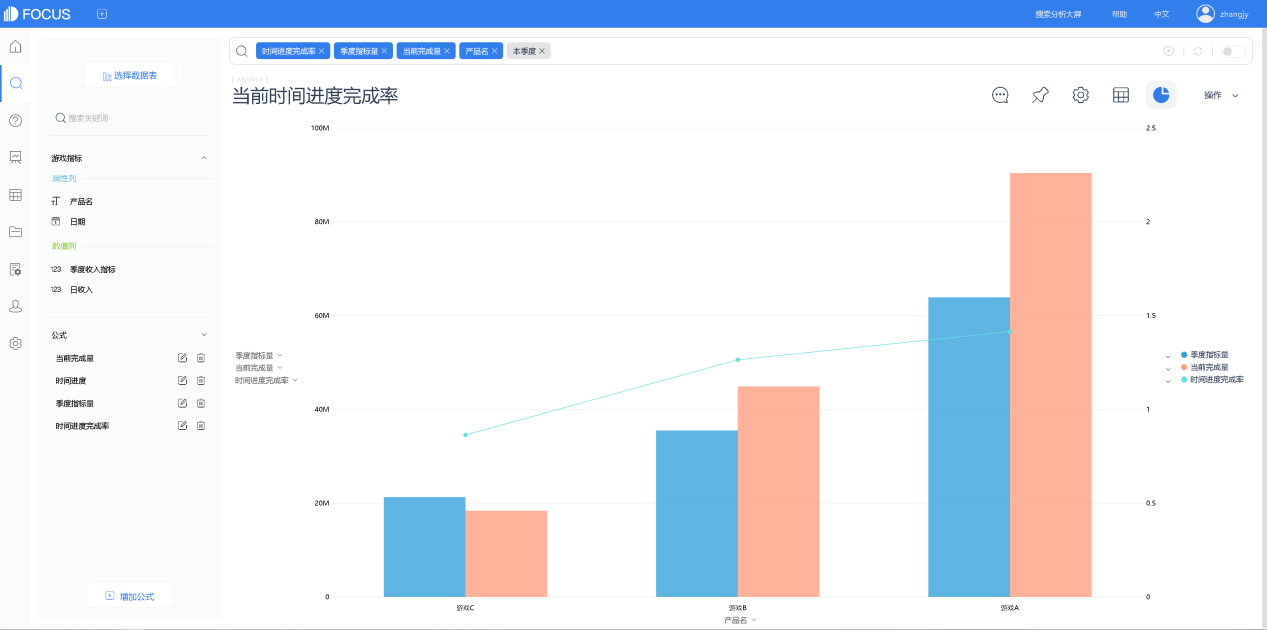 FOCUS
搜索分析大屏
帮助
中文
zhangjy
选择数据表
搜索关键词
游戏指标
属性列
产品名
日期
数值列
123 季度收入指标
123 日收入
公式
当前完成量
时间进度
季度指标量
时间进度完成率
增加公式
时间进度完成率 × 季度指标量 × 当前完成量 × 产品名 × 本季度 ×
[ ANSWER ]
当前时间进度完成率
操作
100M
80M
60M
40M
20M
0
季度指标量
当前完成量
时间进度完成率
2.5
2
1.5
1
0.5
0
季度指标量
当前完成量
时间进度完成率
游戏C
游戏B
游戏A
产品名